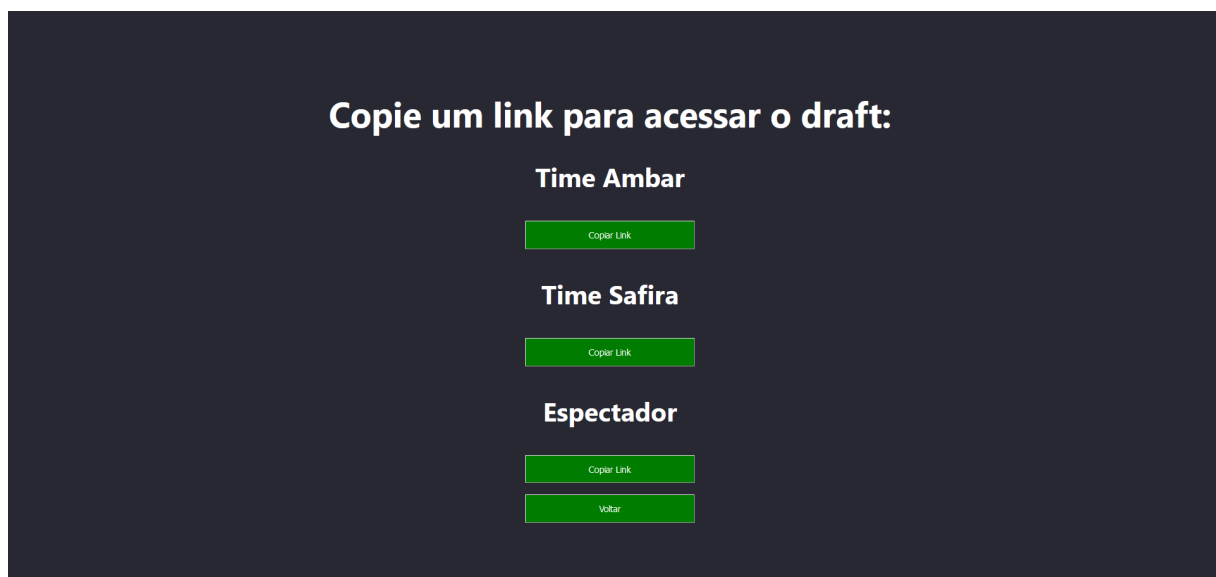 Copie um link para acessar o draft:
Time Ambar
Copiar Link
Time Safira
Copiar Link
Espectador
Copiar Link
Voltar